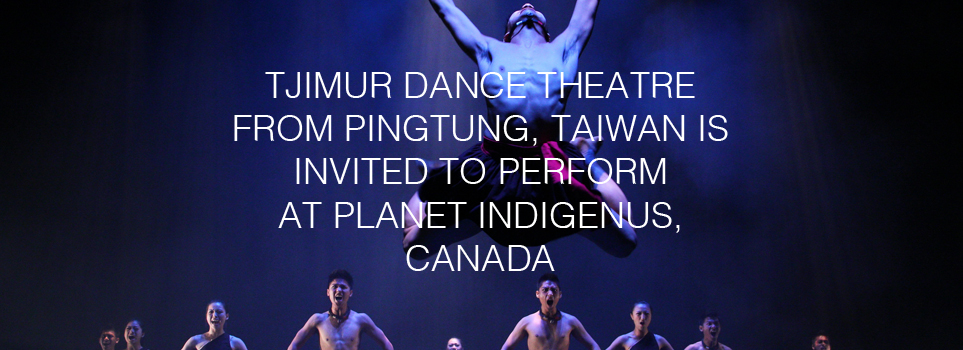 TJIMUR DANCE THEATRE
FROM PINGTUNG, TAIWAN IS
INVITED TO PERFORM
AT PLANET INDIGENUS,
CANADA